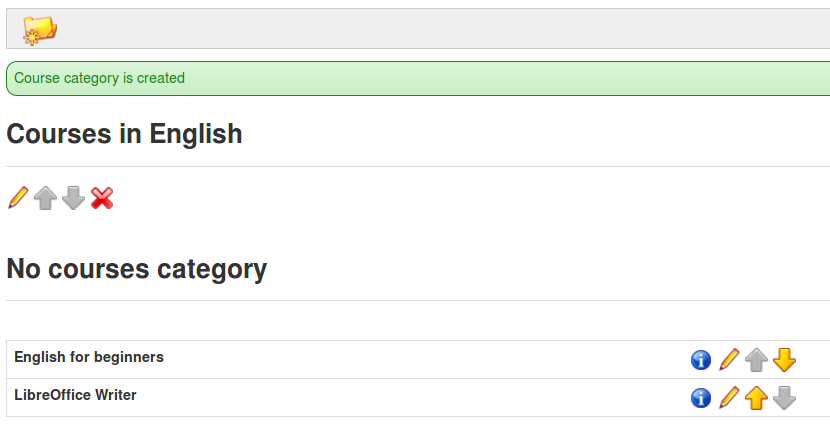 Course category is created
Courses in English
No courses category
English for beginners
LibreOffice Writer